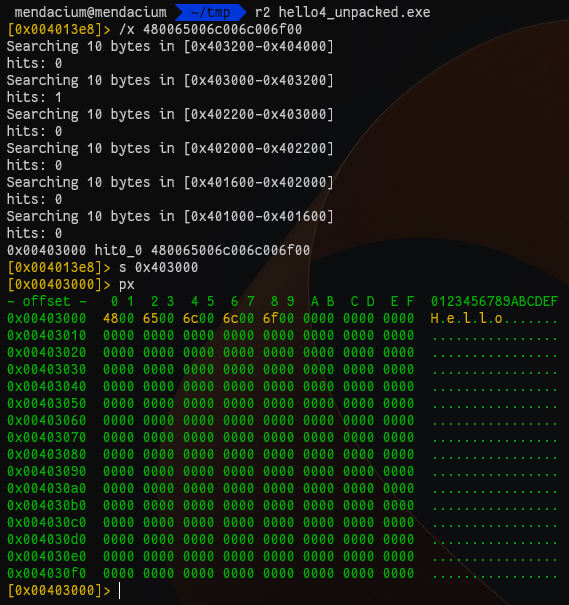 mendacium@mendacium ~/tmp r2 hello4_unpacked.exe
[0x004013e8]> /x 480065006c006c006f00
Searching 10 bytes in [0x403200-0x404000]
hits: 0
Searching 10 bytes in [0x403000-0x403200]
hits: 1
Searching 10 bytes in [0x402200-0x403000]
hits: 0
Searching 10 bytes in [0x402000-0x402200]
hits: 0
Searching 10 bytes in [0x401600-0x402000]
hits: 0
Searching 10 bytes in [0x401000-0x401600]
hits: 0
0x00403000 hit0_0 480065006c006c006f00
[0x004013e8]> s 0x403000
[0x00403000]> px
- offset -   0 1  2 3  4 5  6 7  8 9  A B  C D  E F  0123456789ABCDEF
0x00403000  4800 6500 6c00 6c00 6f00 0000 0000 0000  H.e.l.l.o.......
0x00403010  0000 0000 0000 0000 0000 0000 0000 0000  ................
0x00403020  0000 0000 0000 0000 0000 0000 0000 0000  ................
0x00403030  0000 0000 0000 0000 0000 0000 0000 0000  ................
0x00403040  0000 0000 0000 0000 0000 0000 0000 0000  ................
0x00403050  0000 0000 0000 0000 0000 0000 0000 0000  ................
0x00403060  0000 0000 0000 0000 0000 0000 0000 0000  ................
0x00403070  0000 0000 0000 0000 0000 0000 0000 0000  ................
0x00403080  0000 0000 0000 0000 0000 0000 0000 0000  ................
0x00403090  0000 0000 0000 0000 0000 0000 0000 0000  ................
0x004030a0  0000 0000 0000 0000 0000 0000 0000 0000  ................
0x004030b0  0000 0000 0000 0000 0000 0000 0000 0000  ................
0x004030c0  0000 0000 0000 0000 0000 0000 0000 0000  ................
0x004030d0  0000 0000 0000 0000 0000 0000 0000 0000  ................
0x004030e0  0000 0000 0000 0000 0000 0000 0000 0000  ................
0x004030f0  0000 0000 0000 0000 0000 0000 0000 0000  ................
[0x00403000]>